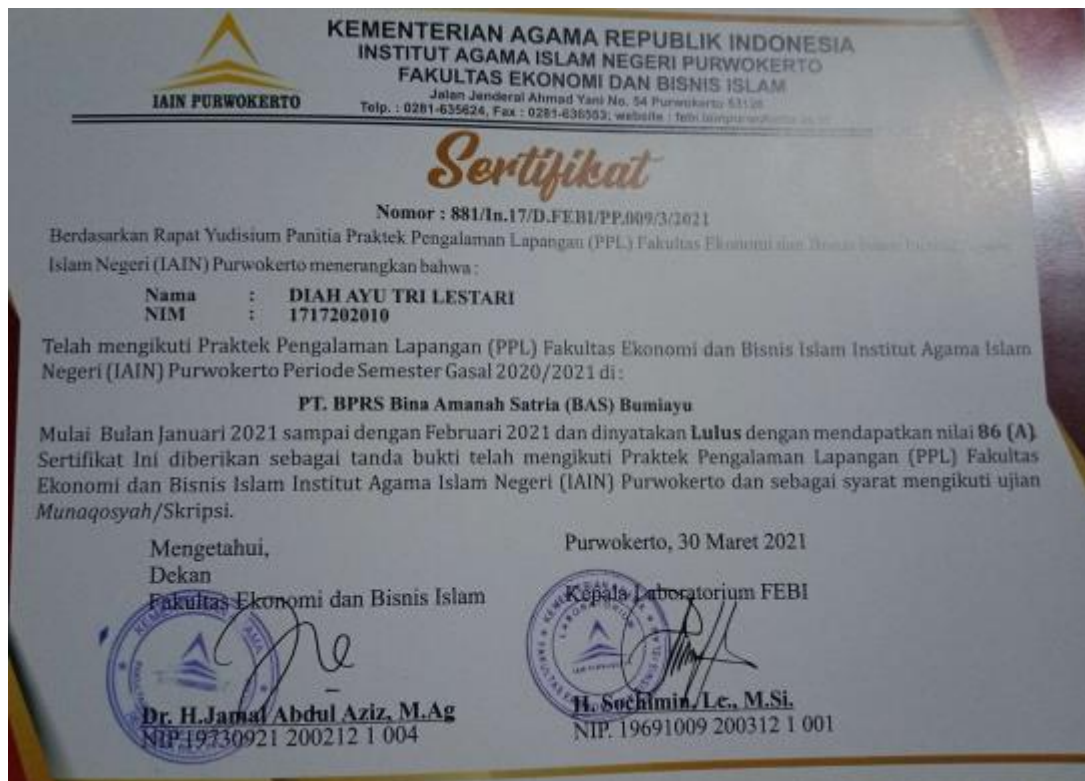 KEMENTERIAN AGAMA REPUBLIK INDONESIA
INSTITUT AGAMA ISLAM NEGERI PURWOKERTO
FAKULTAS EKONOMI DAN BISNIS ISLAM
Jalan Jenderal Ahmad Yani No. 54 Purwokerto 53126
Telp. : 0281-635624, Fax : 0281-636553; website : febi.iainpurwokerto.ac.id
IAIN PURWOKERTO
Sertifikat
Nomor : 881/In.17/D.FEBI/PP.009/3/2021
Berdasarkan Rapat Yudisium Panitia Praktek Pengalaman Lapangan (PPL) Fakultas Ekonomi dan Bisnis Islam
Islam Negeri (IAIN) Purwokerto menerangkan bahwa :
Nama : DIAH AYU TRI LESTARI
NIM : 1717202010
Telah mengikuti Praktek Pengalaman Lapangan (PPL) Fakultas Ekonomi dan Bisnis Islam Institut Agama Islam
Negeri (IAIN) Purwokerto Periode Semester Gasal 2020/2021 di :
PT. BPRS Bina Amanah Satria (BAS) Bumiayu
Mulai Bulan Januari 2021 sampai dengan Februari 2021 dan dinyatakan Lulus dengan mendapatkan nilai 86 (A).
Sertifikat Ini diberikan sebagai tanda bukti telah mengikuti Praktek Pengalaman Lapangan (PPL) Fakultas
Ekonomi dan Bisnis Islam Institut Agama Islam Negeri (IAIN) Purwokerto dan sebagai syarat mengikuti ujian
Munaqosyah/Skripsi.
Mengetahui,
Dekan
Fakultas Ekonomi dan Bisnis Islam
Dr. H.Jamal Abdul Aziz, M.Ag
NIP.19730921 200212 1 004
Purwokerto, 30 Maret 2021
Kepala Laboratorium FEBI
H. Sochimin, Lc., M.Si.
NIP. 19691009 200312 1 001